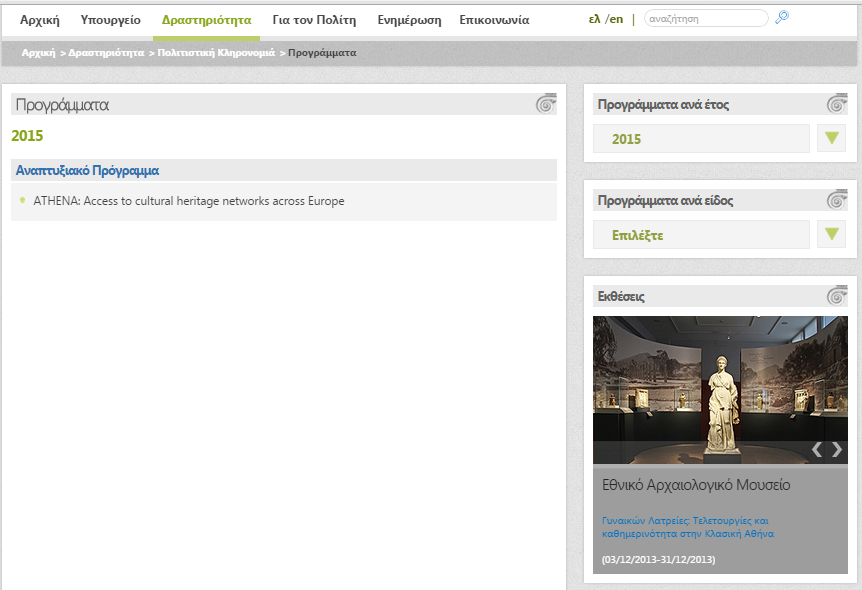 Αρχική Υπουργείο Δραστηριότητα Για τον Πολίτη Ενημέρωση Επικοινωνία ελ /en | αναζήτηση
Αρχική > Δραστηριότητα > Πολιτιστική Κληρονομιά > Προγράμματα
Προγράμματα
2015
Αναπτυξιακό Πρόγραμμα
ATHENA: Access to cultural heritage networks across Europe
Προγράμματα ανά έτος
2015
Προγράμματα ανά είδος
Επιλέξτε
Εκθέσεις
Εθνικό Αρχαιολογικό Μουσείο
Γυναικών Λατρείες: Τελετουργίες και
καθημερινότητα στην Κλασική Αθήνα
(03/12/2013-31/12/2013)